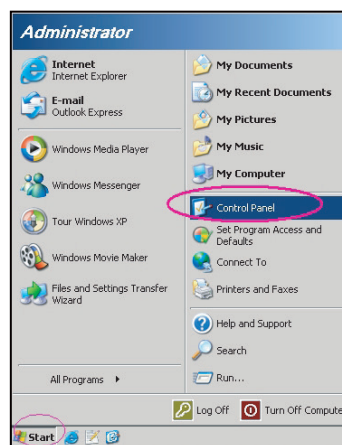 Administrator
Internet
Internet Explorer
E-mail
Outlook Express
Windows Media Player
Windows Messenger
Tour Windows XP
Windows Movie Maker
Files and Settings Transfer
Wizard
All Programs
My Documents
My Recent Documents
My Pictures
My Music
My Computer
Control Panel
Set Program Access and
Defaults
Connect To
Printers and Faxes
Help and Support
Search
Run...
Log Off
Turn Off Compute
Start